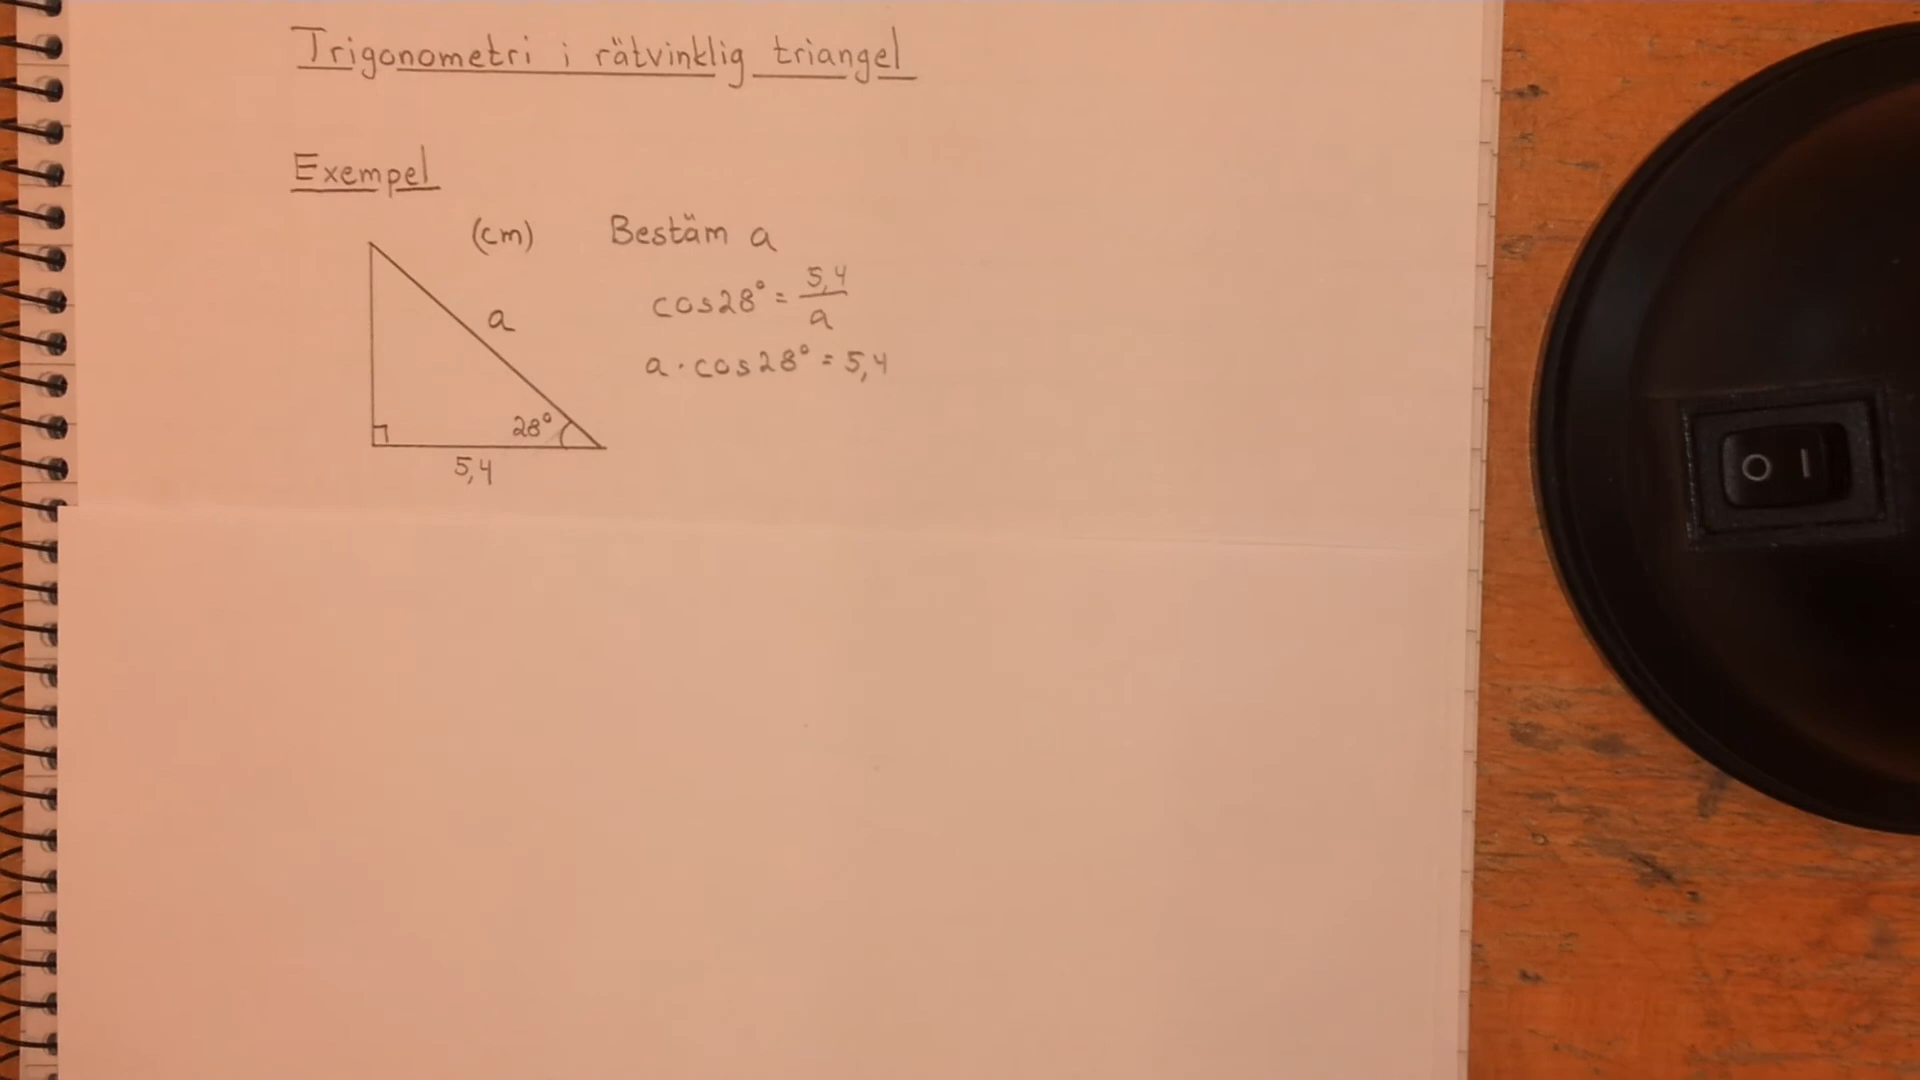 Trigonometri i rätvinklig triangel
Exempel
(cm)
Bestäm a
a
28°
5,4
cos28° = 5,4/a
a · cos28° = 5,4
O I